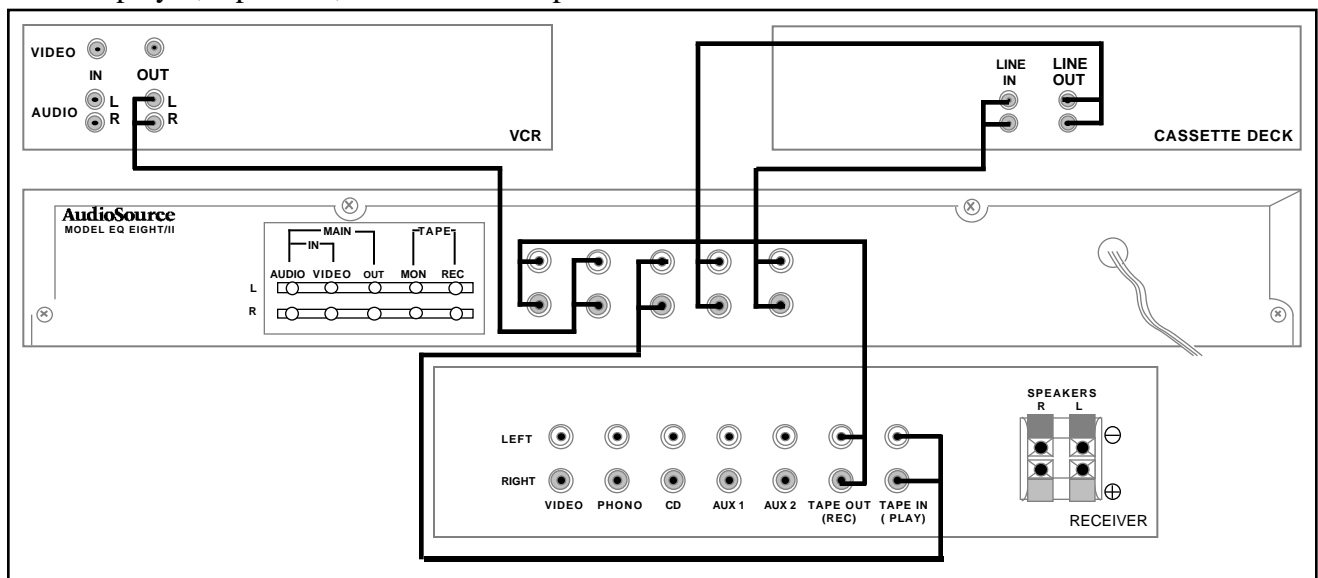 VIDEO
IN OUT
AUDIO L R L R
VCR
LINE IN
LINE OUT
CASSETTE DECK
AudioSource
MODEL EQ EIGHT/II
MAIN TAPE
IN
AUDIO VIDEO OUT MON REC
L
R
SPEAKERS
R L
LEFT
RIGHT
VIDEO PHONO CD AUX 1 AUX 2 TAPE OUT TAPE IN
(REC) ( PLAY)
RECEIVER